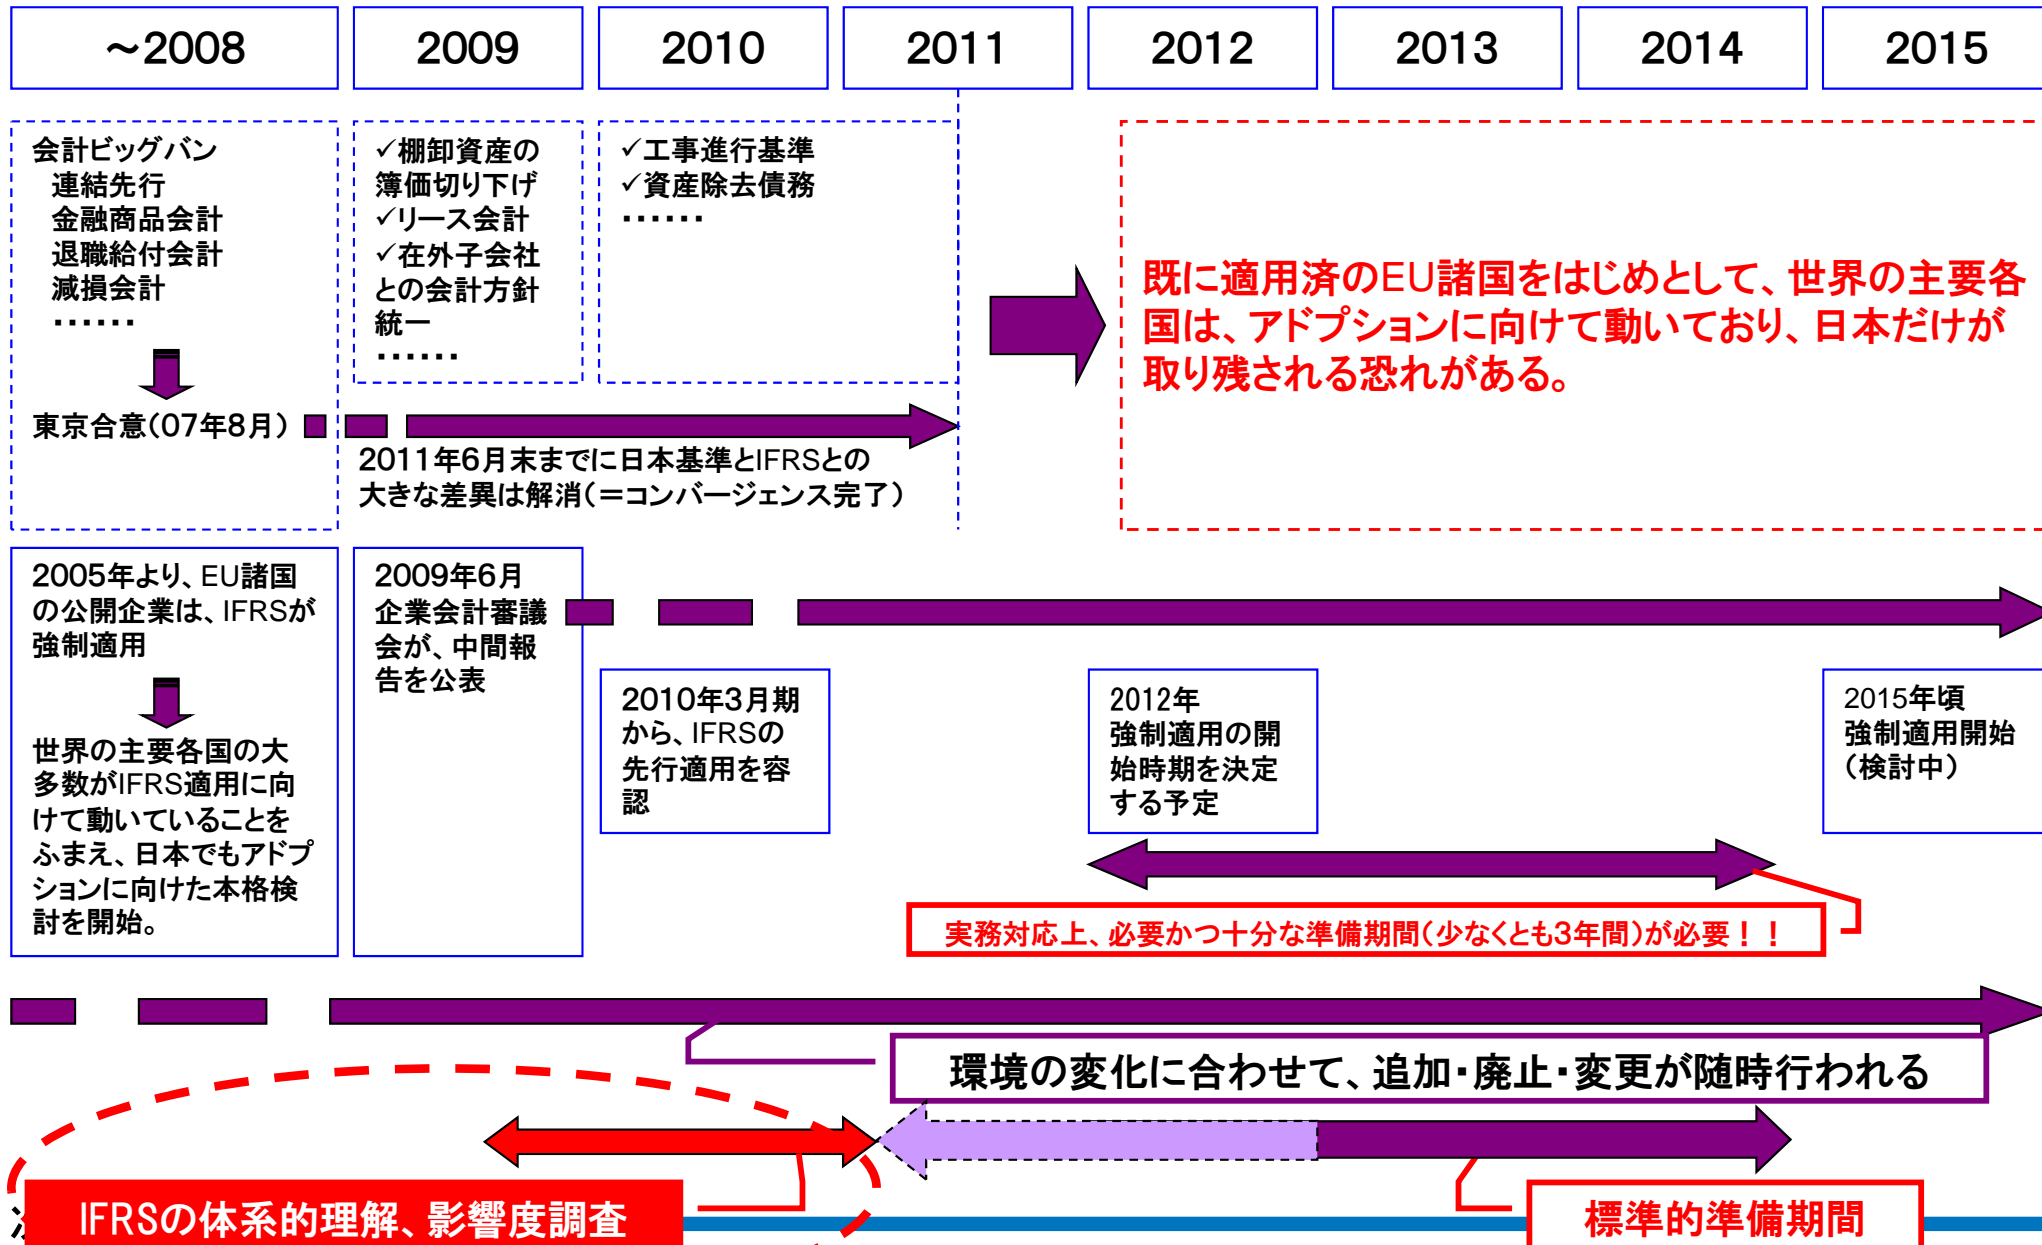 ～2008
2009
2010
2011
2012
2013
2014
2015
会計ビッグバン
連結先行
金融商品会計
退職給付会計
減損会計
‥‥‥
東京合意(07年8月)
✓棚卸資産の
簿価切り下げ
✓リース会計
✓在外子会社
との会計方針
統一
‥‥‥
✓工事進行基準
✓資産除去債務
‥‥‥
2011年6月末までに日本基準とIFRSとの
大きな差異は解消(＝コンバージェンス完了)
既に適用済のEU諸国をはじめとして、世界の主要各
国は、アドプションに向けて動いており、日本だけが
取り残される恐れがある。
2005年より、EU諸国
の公開企業は、IFRSが
強制適用
世界の主要各国の大
多数がIFRS適用に向
けて動いていることを
ふまえ、日本でもアドプ
ションに向けた本格検
討を開始。
2009年6月
企業会計審議
会が、中間報
告を公表
2010年3月期
から、IFRSの
先行適用を容
認
2012年
強制適用の開
始時期を決定
する予定
2015年頃
強制適用開始
(検討中)
実務対応上、必要かつ十分な準備期間(少なくとも3年間)が必要！！
環境の変化に合わせて、追加・廃止・変更が随時行われる
IFRSの体系的理解、影響度調査
標準的準備期間